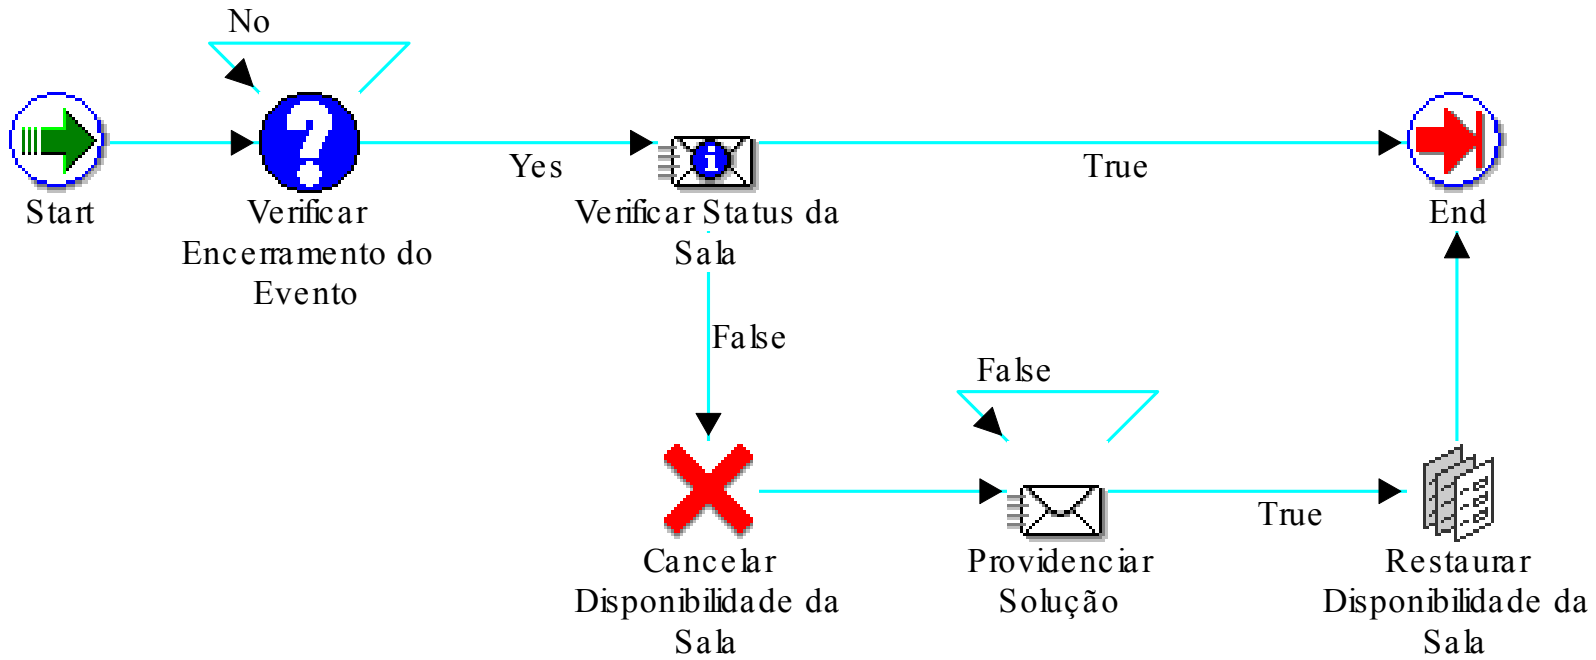 No
Yes
True
Start
Verificar
Encerramento do
Evento
Verificar Status da
Sala
End
False
False
True
Cancelar
Disponibilidade da
Sala
Providenciar
Solução
Restaurar
Disponibilidade da
Sala